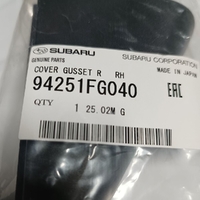 SUBARU SUBARU CORPORATION
GENUINE PARTS MADE IN JAPAN
COVER GUSSET R RH
94251FG040 EAC
QTY
1 25.02M G